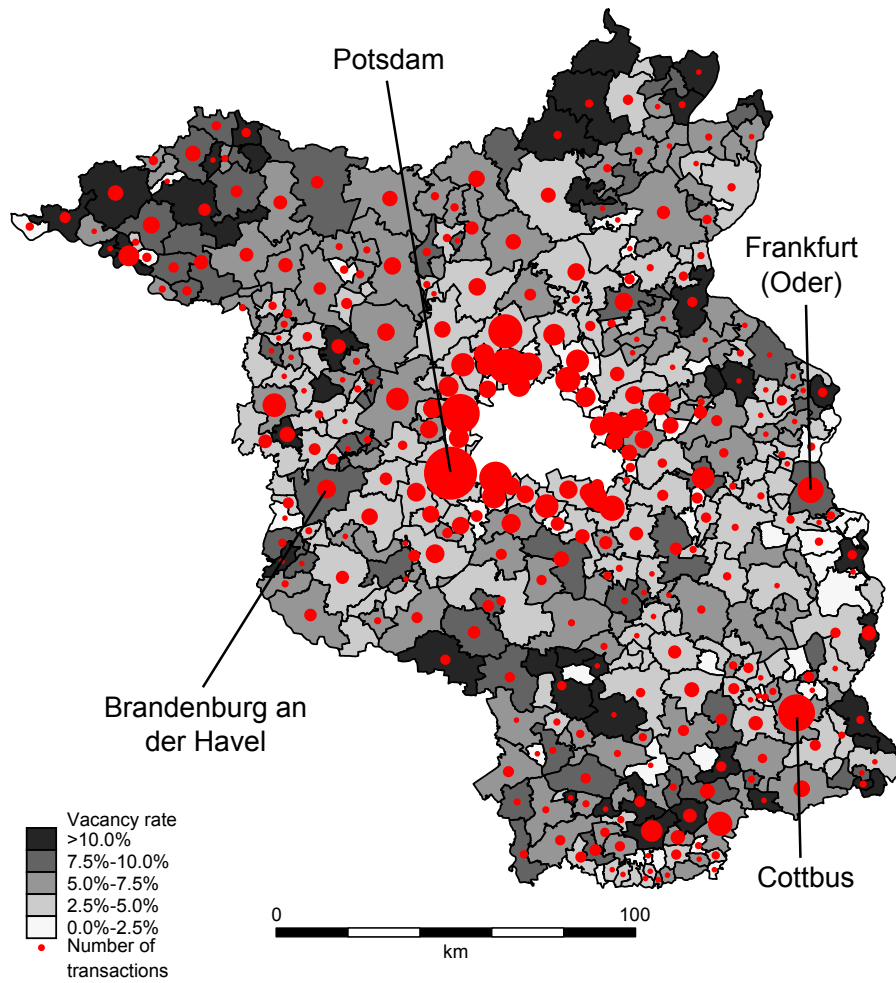 Potsdam
Frankfurt
(Oder)
Brandenburg an
der Havel
Cottbus
Vacancy rate
>10.0%
7.5%-10.0%
5.0%-7.5%
2.5%-5.0%
0.0%-2.5%
Number of
transactions
0 100
km